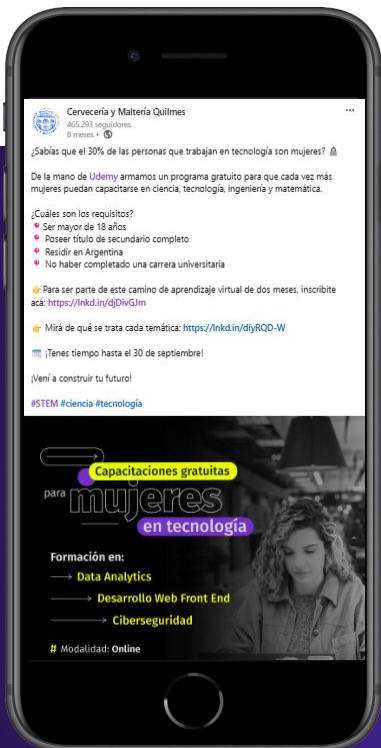 Cervecería y Maltería Quilmes
465.293 seguidores
8 meses •
¿Sabías que el 30% de las personas que trabajan en tecnología son mujeres?
De la mano de Udemy armamos un programa gratuito para que cada vez más
mujeres puedan capacitarse en ciencia, tecnología, ingeniería y matemática.
¿Cuáles son los requisitos?
Ser mayor de 18 años
Poseer título de secundario completo
Residir en Argentina
No haber completado una carrera universitaria
👉Para ser parte de este camino de aprendizaje virtual de dos meses, inscribite
acá: https://lnkd.in/djDivGJm
👉 Mirá de qué se trata cada temática: https://lnkd.in/diyRQD-W
¡Tenes tiempo hasta el 30 de septiembre!
¡Vení a construir tu futuro!
#STEM #ciencia #tecnología
Capacitaciones gratuitas
para mujeres
en tecnología
Formación en:
Data Analytics
Desarrollo Web Front End
Ciberseguridad
# Modalidad: Online